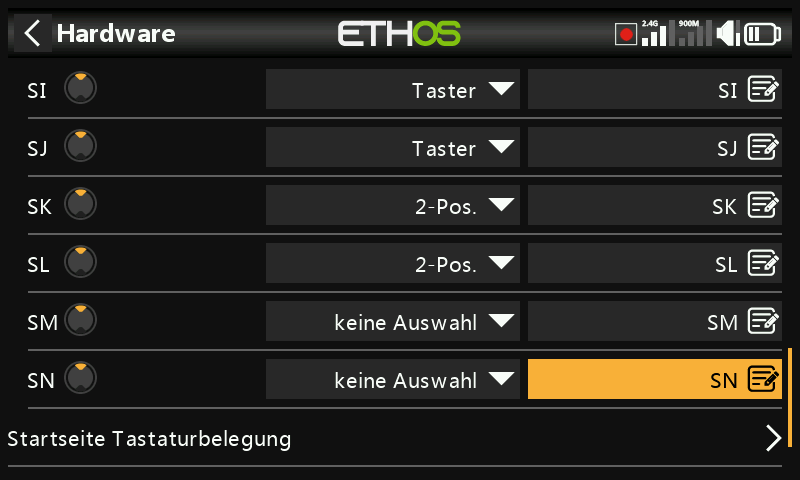 Hardware ETHOS 2.4G 900M
SI Taster SI
SJ Taster SJ
SK 2-Pos. SK
SL 2-Pos. SL
SM keine Auswahl SM
SN keine Auswahl SN
Startseite Tastaturbelegung